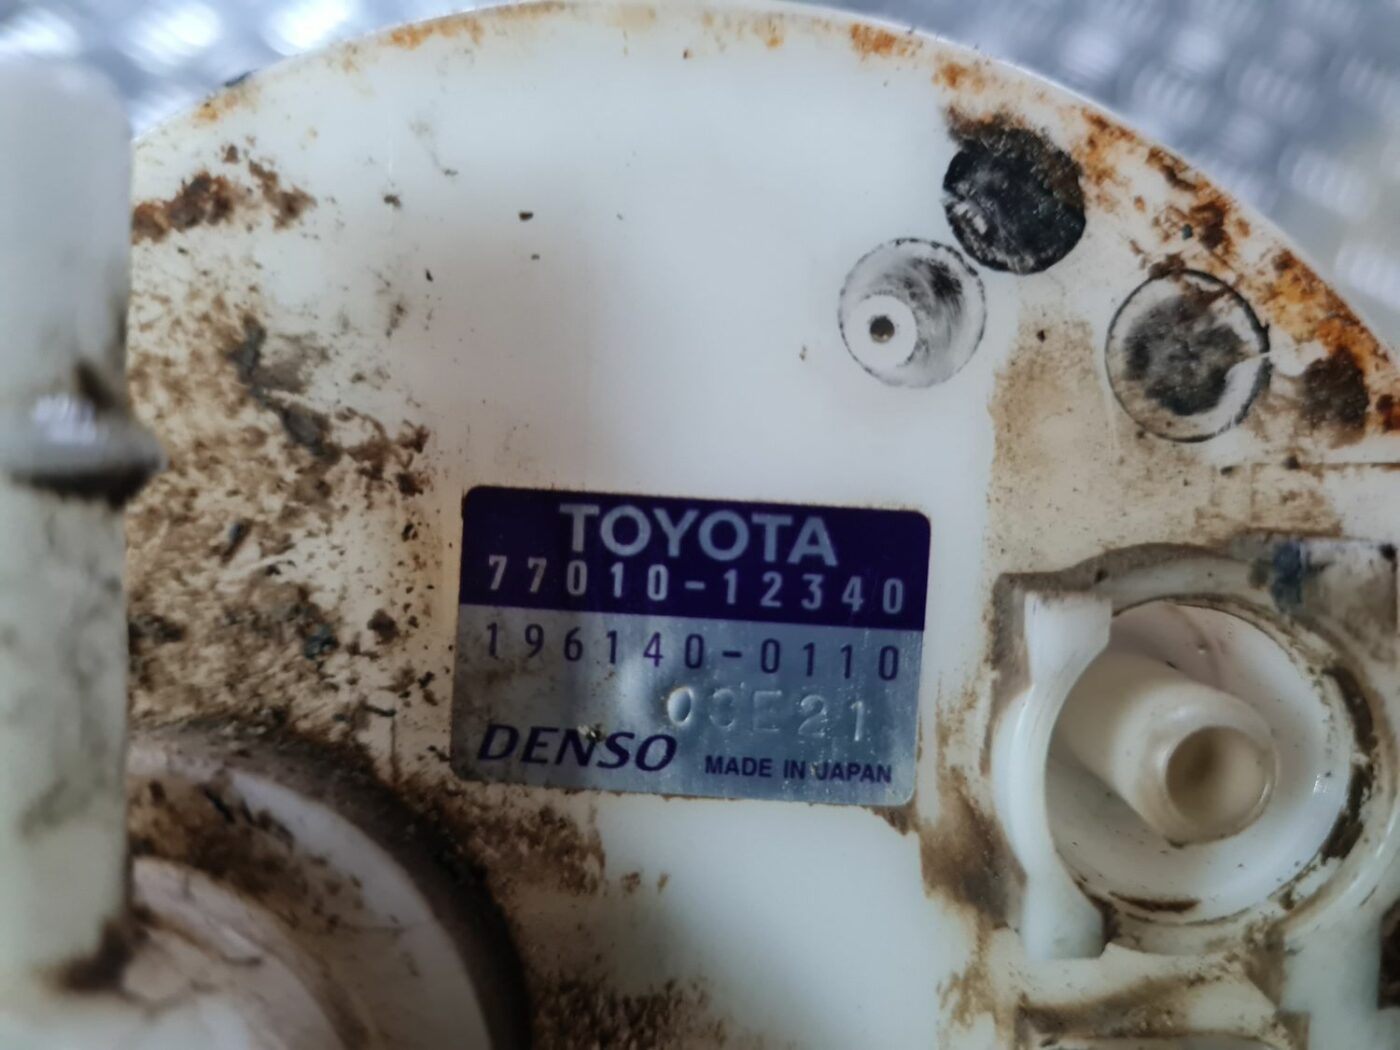 TOYOTA
77010-12340
196140-0110
03E21
DENSO MADE IN JAPAN